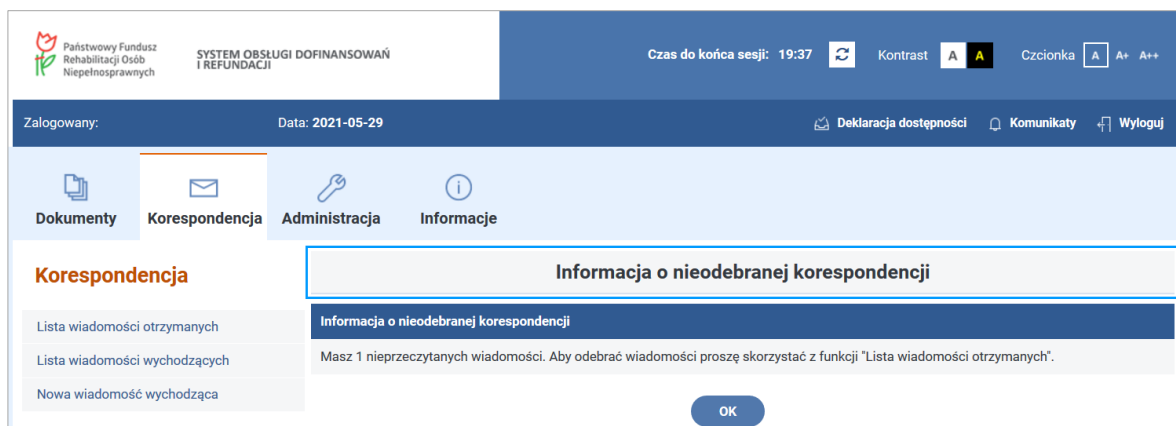 Państwowy Fundusz
Rehabilitacji Osób
Niepełnosprawnych
SYSTEM OBSŁUGI DOFINANSOWAŃ
I REFUNDACJI
Czas do końca sesji: 19:37 Kontrast A A Czcionka A A+ A++
Zalogowany: Data: 2021-05-29 Deklaracja dostępności Komunikaty Wyloguj
Dokumenty Korespondencja Administracja Informacje
Korespondencja
Lista wiadomości otrzymanych
Lista wiadomości wychodzących
Nowa wiadomość wychodząca
Informacja o nieodebranej korespondencji
Informacja o nieodebranej korespondencji
Masz 1 nieprzeczytanych wiadomości. Aby odebrać wiadomości proszę skorzystać z funkcji "Lista wiadomości otrzymanych".
OK